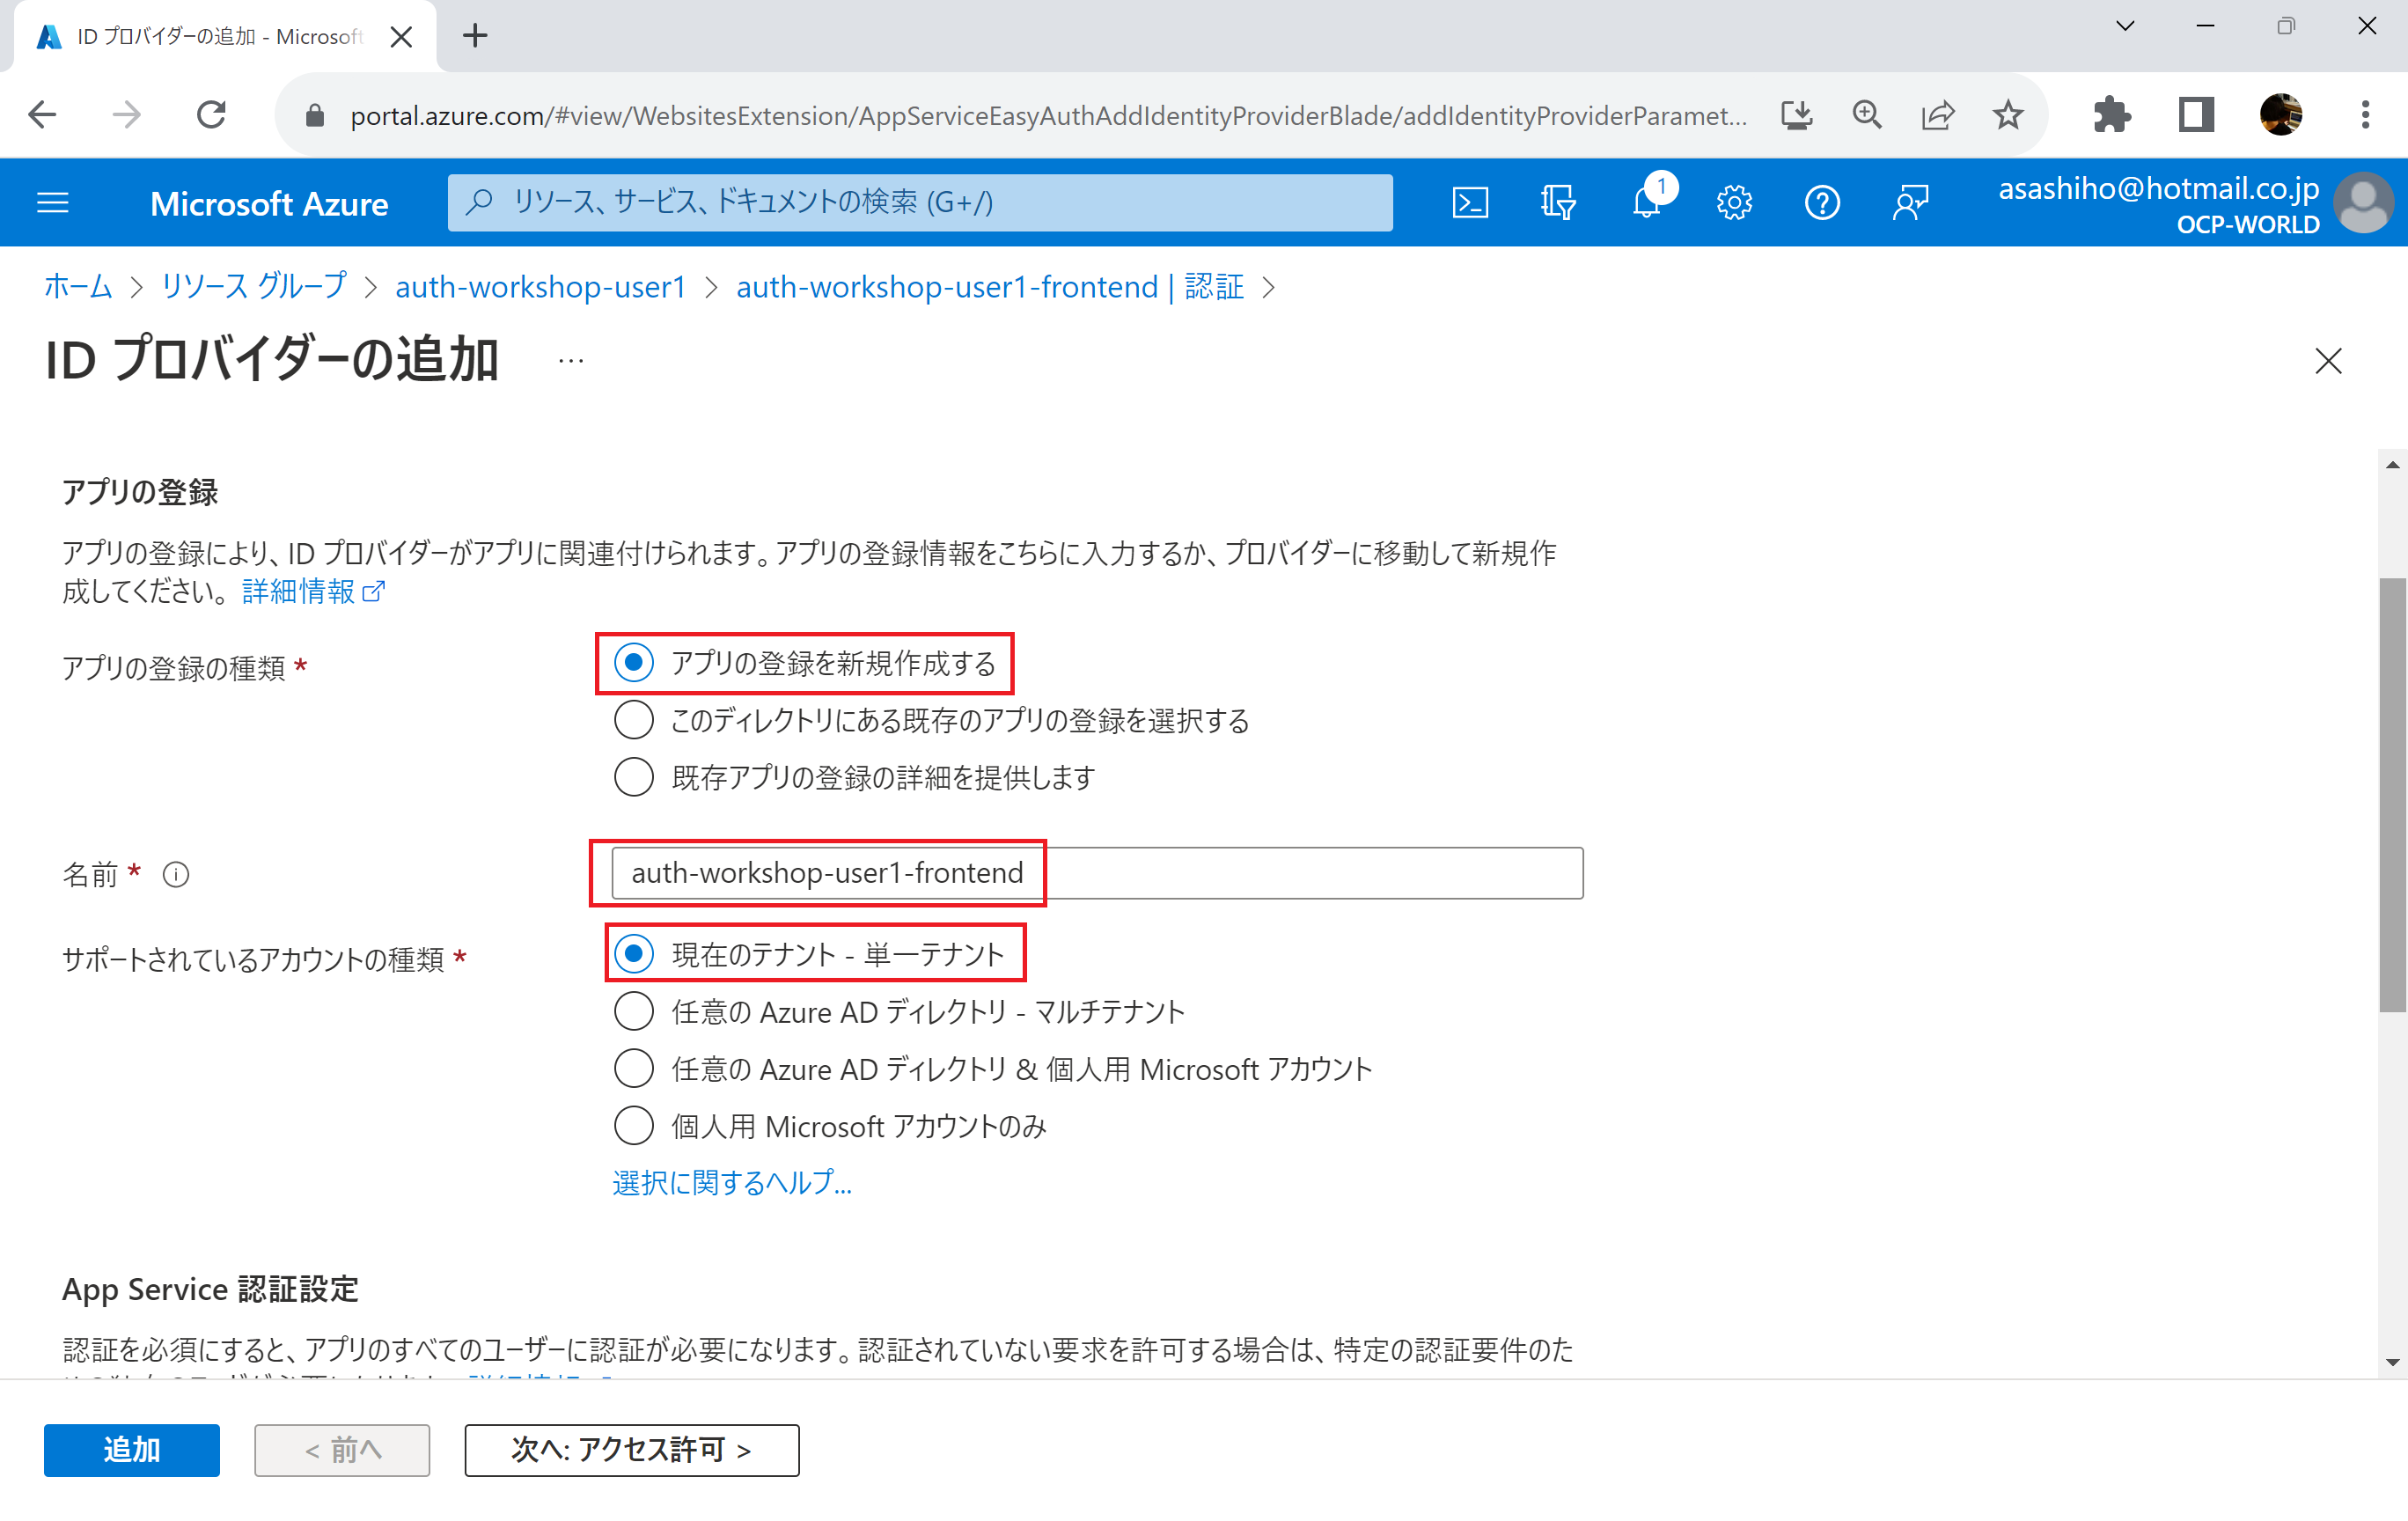 ID プロバイダーの追加 - Microsoft
portal.azure.com/#view/WebsitesExtension/AppServiceEasyAuthAddIdentityProviderBlade/addIdentityProviderParamet...
Microsoft Azure
リソース、サービス、ドキュメントの検索 (G+/)
1
asashiho@hotmail.co.jp
OCP-WORLD
ホーム > リソース グループ > auth-workshop-user1 > auth-workshop-user1-frontend | 認証 >
ID プロバイダーの追加 ...
アプリの登録
アプリの登録により、ID プロバイダーがアプリに関連付けられます。アプリの登録情報をこちらに入力するか、プロバイダーに移動して新規作
成してください。 詳細情報
アプリの登録の種類 *
アプリの登録を新規作成する
このディレクトリにある既存のアプリの登録を選択する
既存アプリの登録の詳細を提供します
名前 *
auth-workshop-user1-frontend
サポートされているアカウントの種類 *
現在のテナント - 単一テナント
任意の Azure AD ディレクトリ - マルチテナント
任意の Azure AD ディレクトリ & 個人用 Microsoft アカウント
個人用 Microsoft アカウントのみ
選択に関するヘルプ...
App Service 認証設定
認証を必須にすると、アプリのすべてのユーザーに認証が必要になります。認証されていない要求を許可する場合は、特定の認証要件のた
追加
< 前へ
次へ: アクセス許可 >